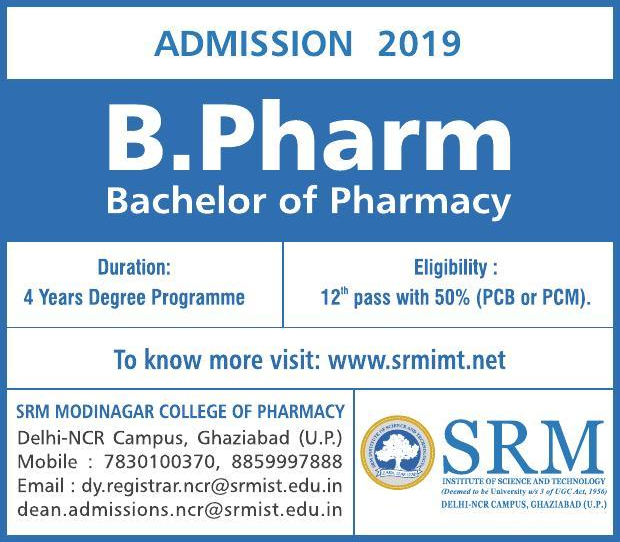 ADMISSION 2019
B.Pharm
Bachelor of Pharmacy
Duration:
4 Years Degree Programme
Eligibility :
12th pass with 50% (PCB or PCM).
To know more visit: www.srmimt.net
SRM MODINAGAR COLLEGE OF PHARMACY
Delhi-NCR Campus, Ghaziabad (U.P.)
Mobile : 7830100370, 8859997888
Email : dy.registrar.ncr@srmist.edu.in
dean.admissions.ncr@srmist.edu.in
SRM
INSTITUTE OF SCIENCE AND TECHNOLOGY
(Deemed to be University u/s 3 of UGC Act, 1956)
DELHI-NCR CAMPUS, GHAZIABAD (U.P.)